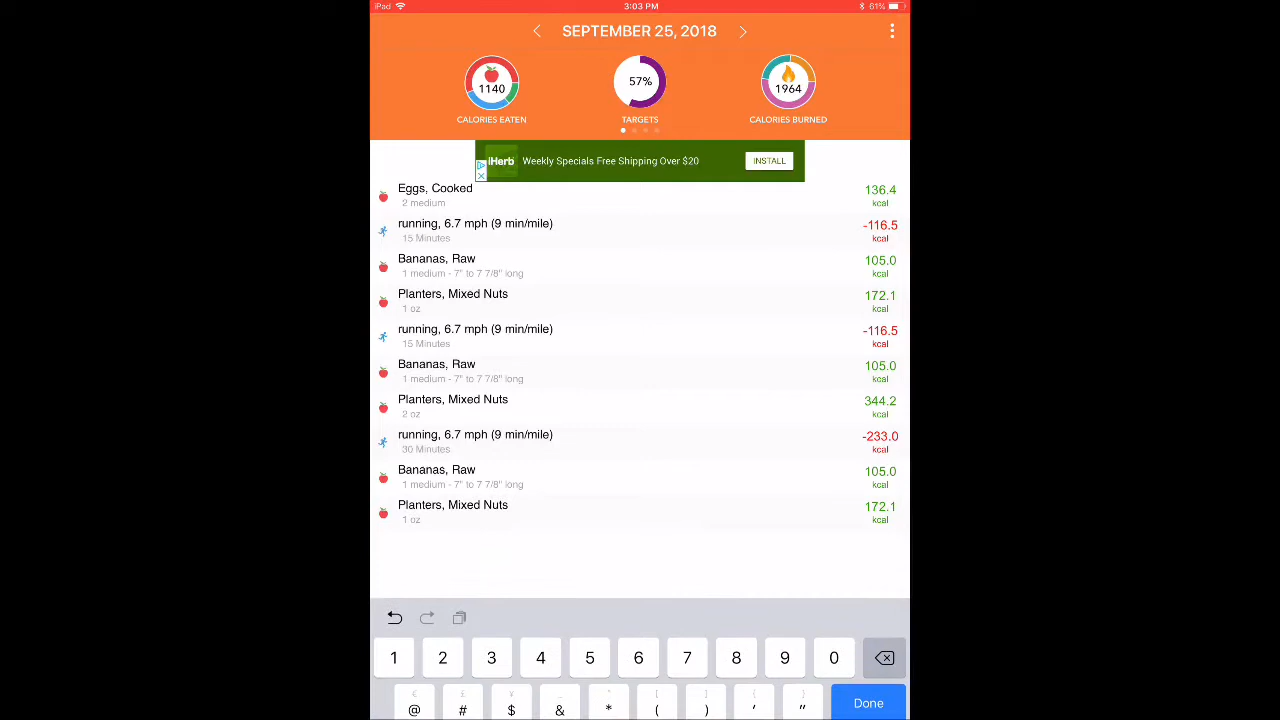 iPad 3:03 PM 61%
SEPTEMBER 25, 2018
1140 57% 1964
CALORIES EATEN TARGETS CALORIES BURNED
iHerb Weekly Specials Free Shipping Over $20 INSTALL
Eggs, Cooked 136.4
2 medium kcal
running, 6.7 mph (9 min/mile) -116.5
15 Minutes kcal
Bananas, Raw 105.0
1 medium - 7" to 7 7/8" long kcal
Planters, Mixed Nuts 172.1
1 oz kcal
running, 6.7 mph (9 min/mile) -116.5
15 Minutes kcal
Bananas, Raw 105.0
1 medium - 7" to 7 7/8" long kcal
Planters, Mixed Nuts 344.2
2 oz kcal
running, 6.7 mph (9 min/mile) -233.0
30 Minutes kcal
Bananas, Raw 105.0
1 medium - 7" to 7 7/8" long kcal
Planters, Mixed Nuts 172.1
1 oz kcal
1 2 3 4 5 6 7 8 9 0
€ £ ¥ _ ^ [ ] { }
@ # $ & * ( ) ' " Done